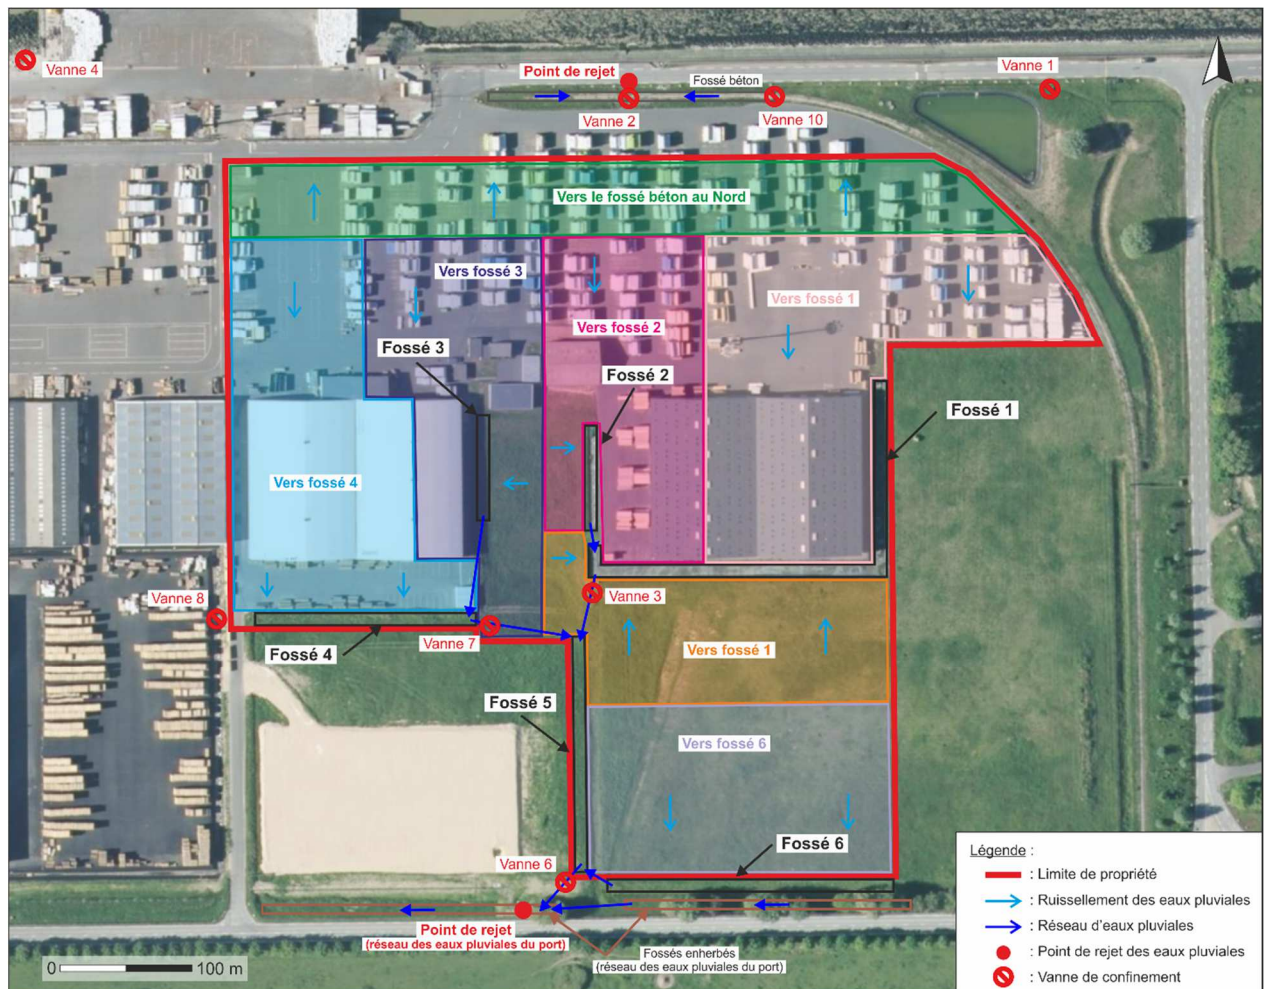 Vanne 4
Point de rejet
Fossé béton
Vanne 1
Vanne 2
Vanne 10
Vers le fossé béton au Nord
Vers fossé 3
Vers fossé 1
Vers fossé 2
Fossé 3
Fossé 2
Fossé 1
Vers fossé 4
Vanne 8
Vanne 3
Vanne 7
Fossé 4
Vers fossé 1
Fossé 5
Vers fossé 6
Fossé 6
Vanne 6
Point de rejet
(réseau des eaux pluviales du port)
Fossés enherbés
(réseau des eaux pluviales du port)
0 100 m
Légende :
: Limite de propriété
: Ruissellement des eaux pluviales
: Réseau d'eaux pluviales
: Point de rejet des eaux pluviales
: Vanne de confinement